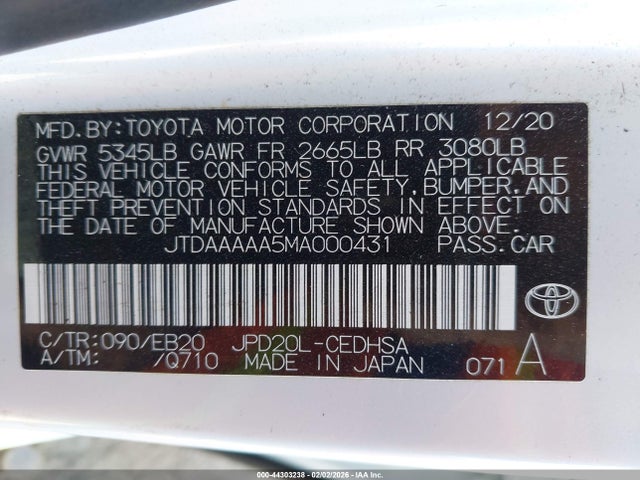 MFD.BY:TOYOTA MOTOR CORPORATION 12/20
GVWR 5345LB GAWR FR 2665LB RR 3080LB
THIS VEHICLE CONFORMS TO ALL APPLICABLE
FEDERAL MOTOR VEHICLE SAFETY, BUMPER, AND
THEFT PREVENTION STANDARDS IN EFFECT ON
THE DATE OF MANUFACTURE SHOWN ABOVE.
JTDAAAAA5MA000431 PASS.CAR
C/TR:090/EB20 JPD20L-CEDHSA
A/TM: /Q710 MADE IN JAPAN 071 A
000-44303238 - 02/02/2026 - IAA, Inc.